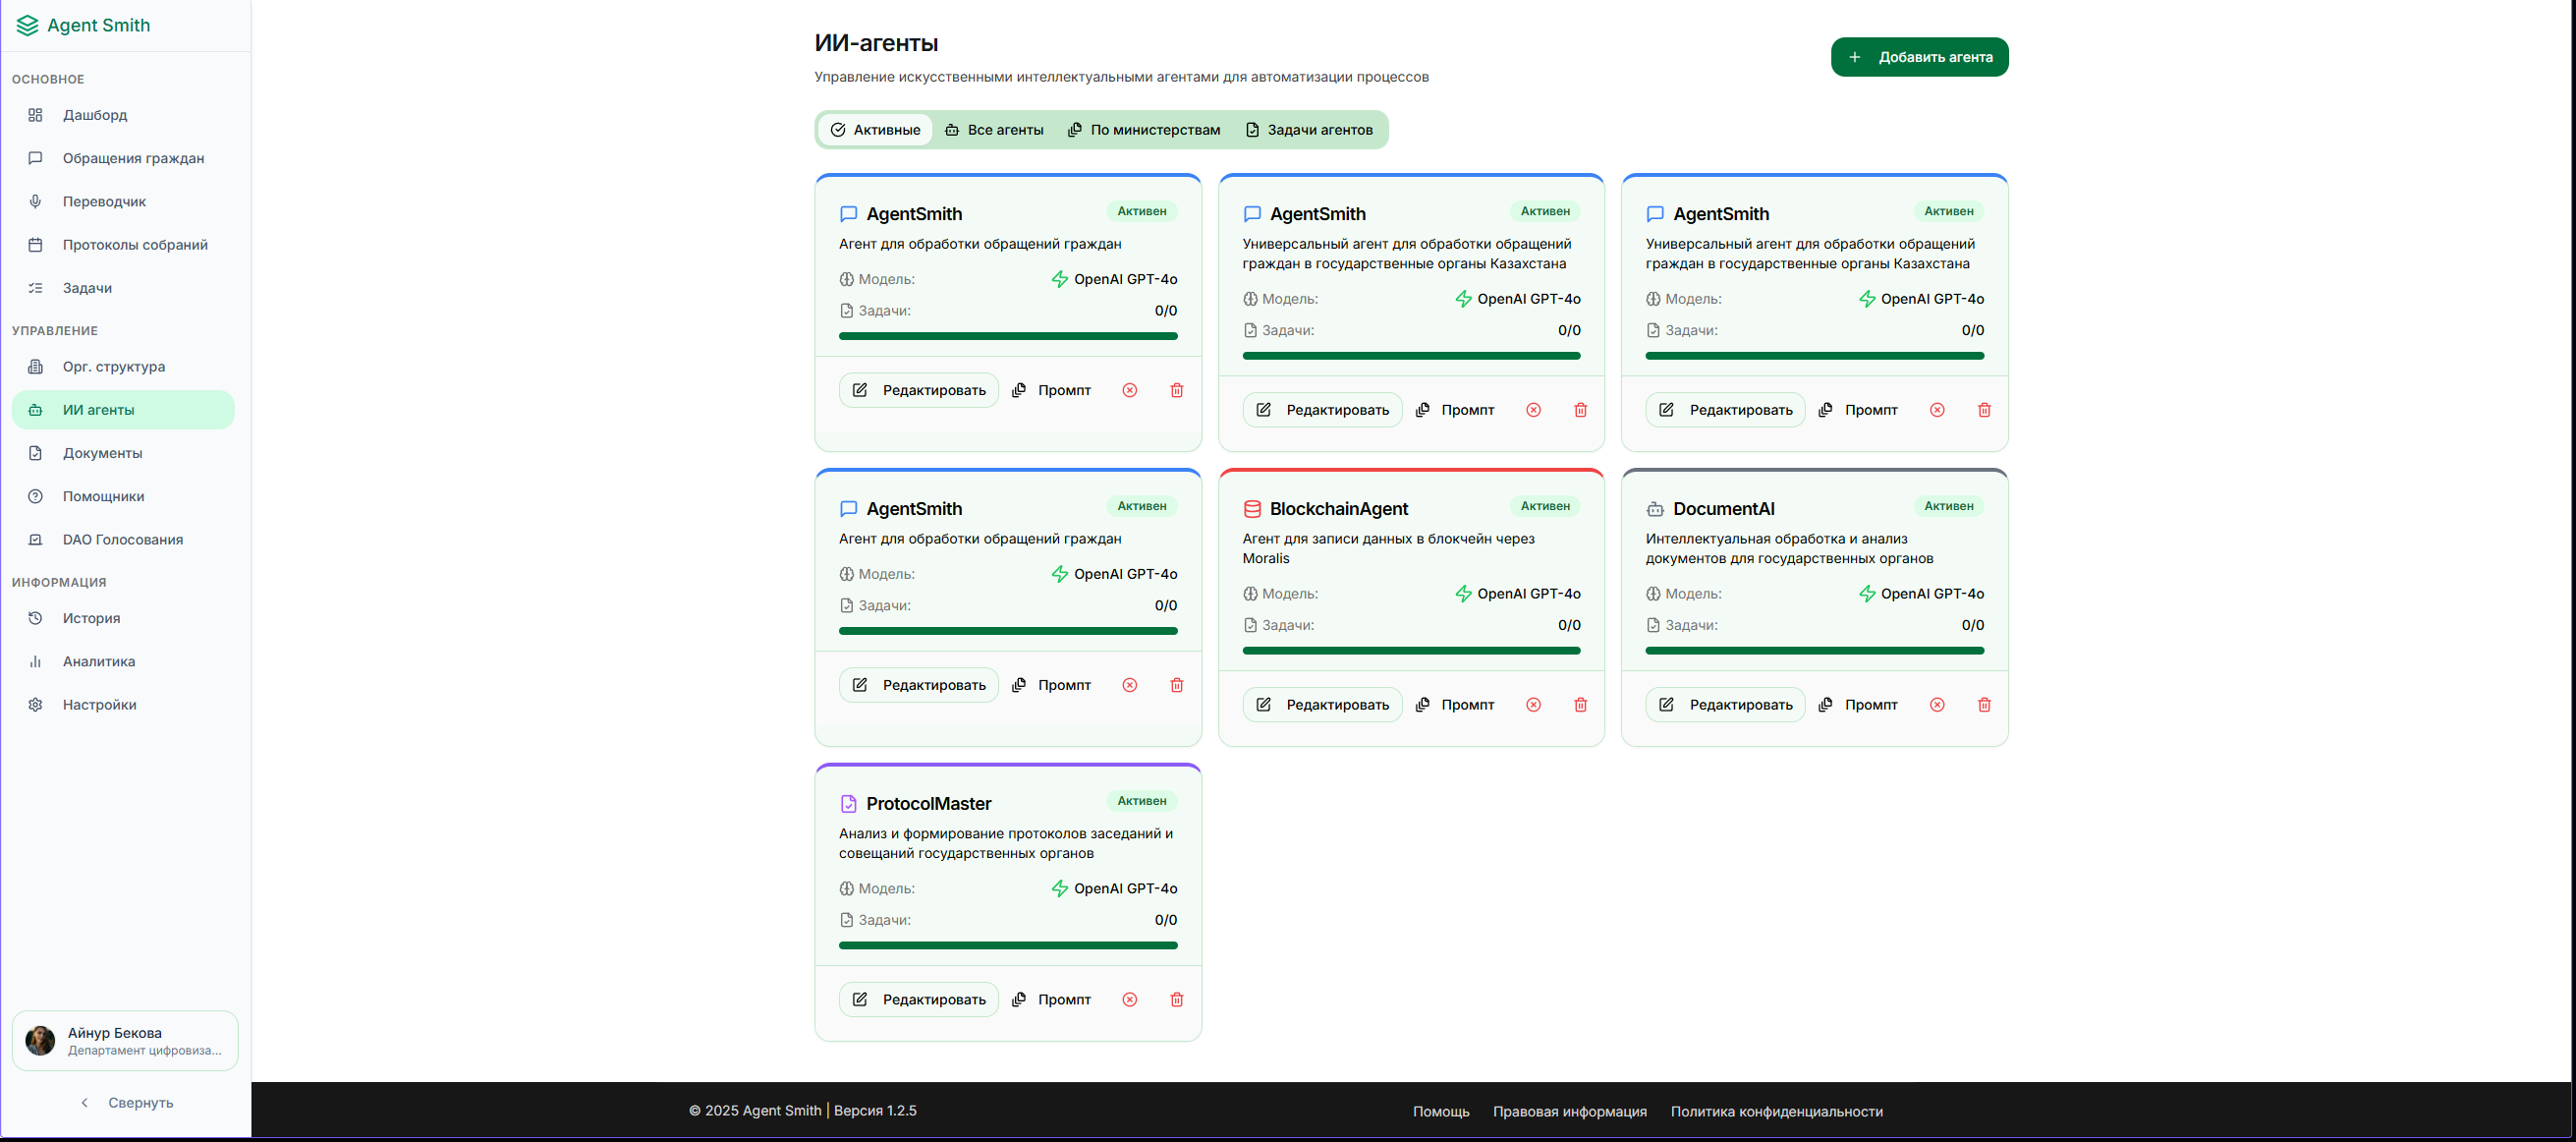 Agent Smith
ОСНОВНОЕ
Дашборд
Обращения граждан
Переводчик
Протоколы собраний
Задачи
УПРАВЛЕНИЕ
Орг. структура
ИИ агенты
Документы
Помощники
DAO Голосования
ИНФОРМАЦИЯ
История
Аналитика
Настройки
Айнур Бекова
Департамент цифровиза...
Свернуть
ИИ-агенты
Управление искусственными интеллектуальными агентами для автоматизации процессов
Добавить агента
Активные
Все агенты
По министерствам
Задачи агентов
AgentSmith
Активен
Агент для обработки обращений граждан
Модель: OpenAI GPT-4o
Задачи: 0/0
Редактировать
Промпт
AgentSmith
Активен
Универсальный агент для обработки обращений
граждан в государственные органы Казахстана
Модель: OpenAI GPT-4o
Задачи: 0/0
Редактировать
Промпт
AgentSmith
Активен
Универсальный агент для обработки обращений
граждан в государственные органы Казахстана
Модель: OpenAI GPT-4o
Задачи: 0/0
Редактировать
Промпт
AgentSmith
Активен
Агент для обработки обращений граждан
Модель: OpenAI GPT-4o
Задачи: 0/0
Редактировать
Промпт
BlockchainAgent
Активен
Агент для записи данных в блокчейн через
Moralis
Модель: OpenAI GPT-4o
Задачи: 0/0
Редактировать
Промпт
DocumentAI
Активен
Интеллектуальная обработка и анализ
документов для государственных органов
Модель: OpenAI GPT-4o
Задачи: 0/0
Редактировать
Промпт
ProtocolMaster
Активен
Анализ и формирование протоколов заседаний и
совещаний государственных органов
Модель: OpenAI GPT-4o
Задачи: 0/0
Редактировать
Промпт
© 2025 Agent Smith | Версия 1.2.5
Помощь
Правовая информация
Политика конфиденциальности